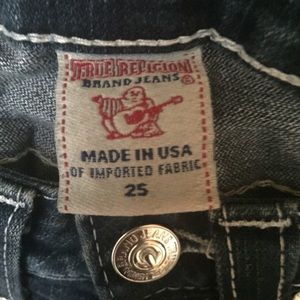 TRUE RELIGION
BRAND JEANS ®
MADE IN USA
OF IMPORTED FABRIC
25